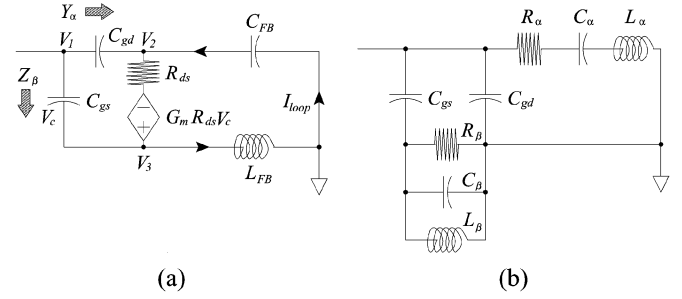 Yα
V1
Cgd
V2
CFB
Zβ
Rds
Vc
Cgs
Gm Rds Vc
Iloop
V3
LFB
(a)
Rα
Cα
Lα
Cgs
Cgd
Rβ
Cβ
Lβ
(b)